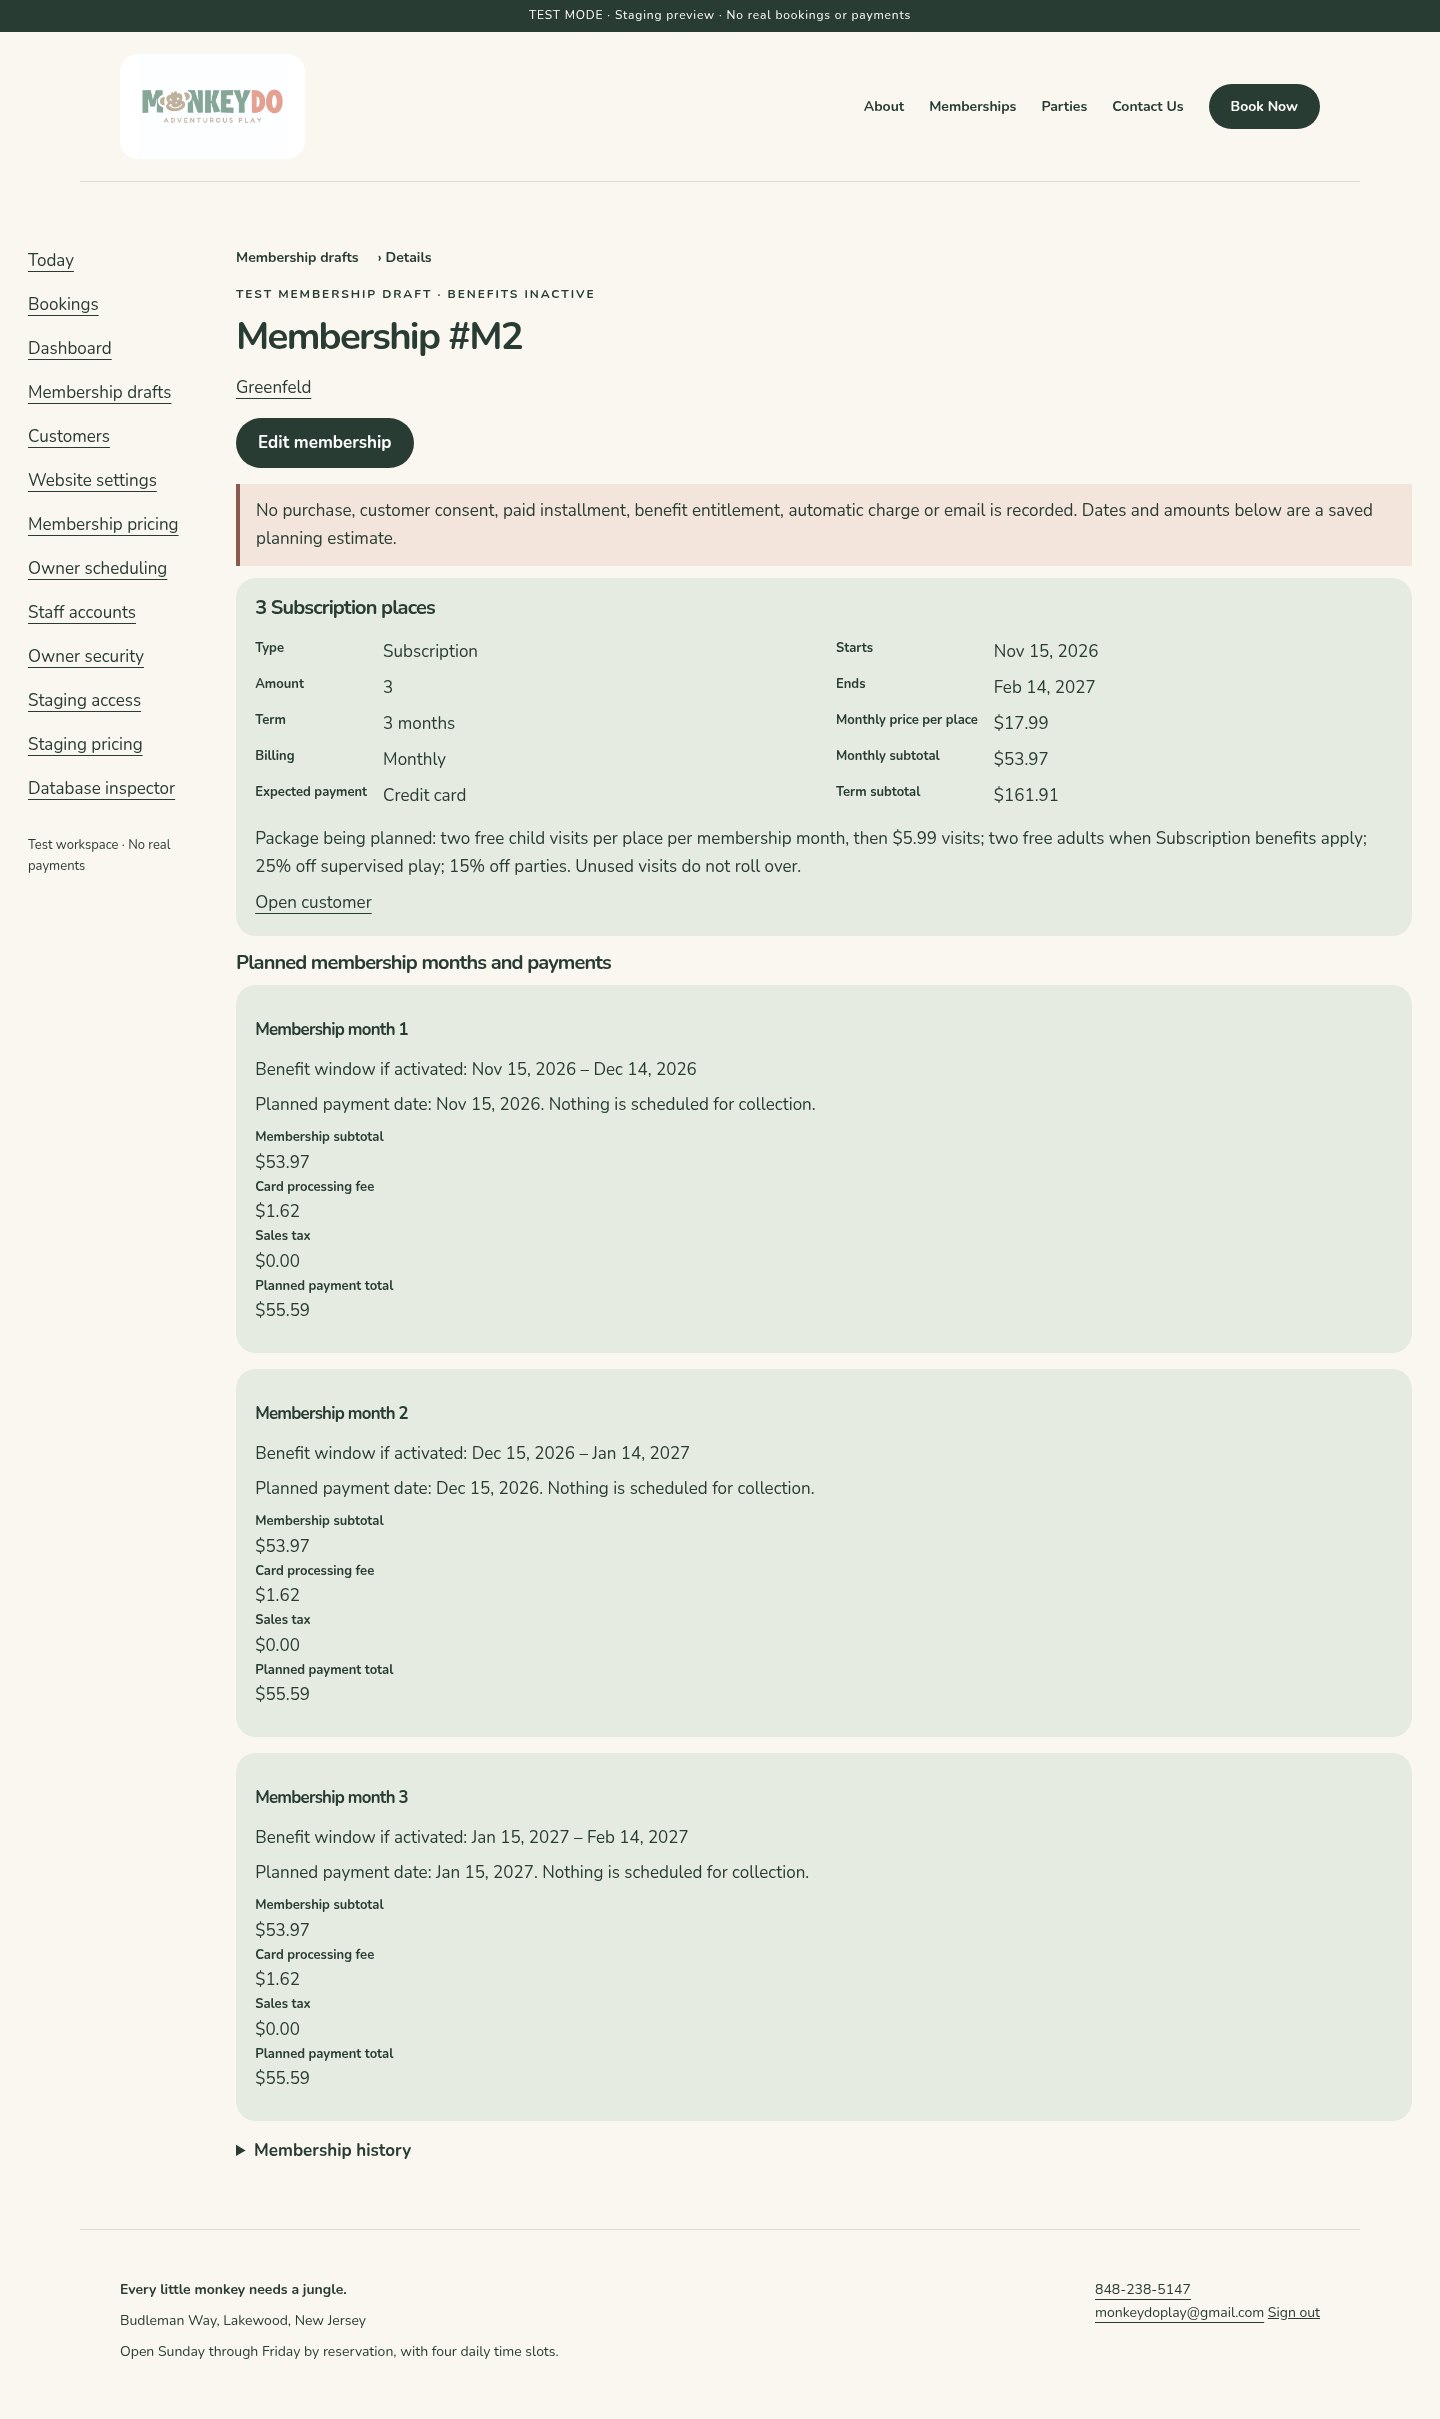 TEST MODE · Staging preview · No real bookings or payments
MONKEYDO
ADVENTUROUS PLAY
About Memberships Parties Contact Us Book Now
Today
Bookings
Dashboard
Membership drafts
Customers
Website settings
Membership pricing
Owner scheduling
Staff accounts
Owner security
Staging access
Staging pricing
Database inspector
Test workspace · No real
payments
Membership drafts › Details
TEST MEMBERSHIP DRAFT · BENEFITS INACTIVE
Membership #M2
Greenfeld
Edit membership
No purchase, customer consent, paid installment, benefit entitlement, automatic charge or email is recorded. Dates and amounts below are a saved
planning estimate.
3 Subscription places
Type Subscription
Amount 3
Term 3 months
Billing Monthly
Expected payment Credit card
Starts Nov 15, 2026
Ends Feb 14, 2027
Monthly price per place $17.99
Monthly subtotal $53.97
Term subtotal $161.91
Package being planned: two free child visits per place per membership month, then $5.99 visits; two free adults when Subscription benefits apply;
25% off supervised play; 15% off parties. Unused visits do not roll over.
Open customer
Planned membership months and payments
Membership month 1
Benefit window if activated: Nov 15, 2026 – Dec 14, 2026
Planned payment date: Nov 15, 2026. Nothing is scheduled for collection.
Membership subtotal
$53.97
Card processing fee
$1.62
Sales tax
$0.00
Planned payment total
$55.59
Membership month 2
Benefit window if activated: Dec 15, 2026 – Jan 14, 2027
Planned payment date: Dec 15, 2026. Nothing is scheduled for collection.
Membership subtotal
$53.97
Card processing fee
$1.62
Sales tax
$0.00
Planned payment total
$55.59
Membership month 3
Benefit window if activated: Jan 15, 2027 – Feb 14, 2027
Planned payment date: Jan 15, 2027. Nothing is scheduled for collection.
Membership subtotal
$53.97
Card processing fee
$1.62
Sales tax
$0.00
Planned payment total
$55.59
▶ Membership history
Every little monkey needs a jungle.
Budleman Way, Lakewood, New Jersey
Open Sunday through Friday by reservation, with four daily time slots.
848-238-5147
monkeydoplay@gmail.com Sign out